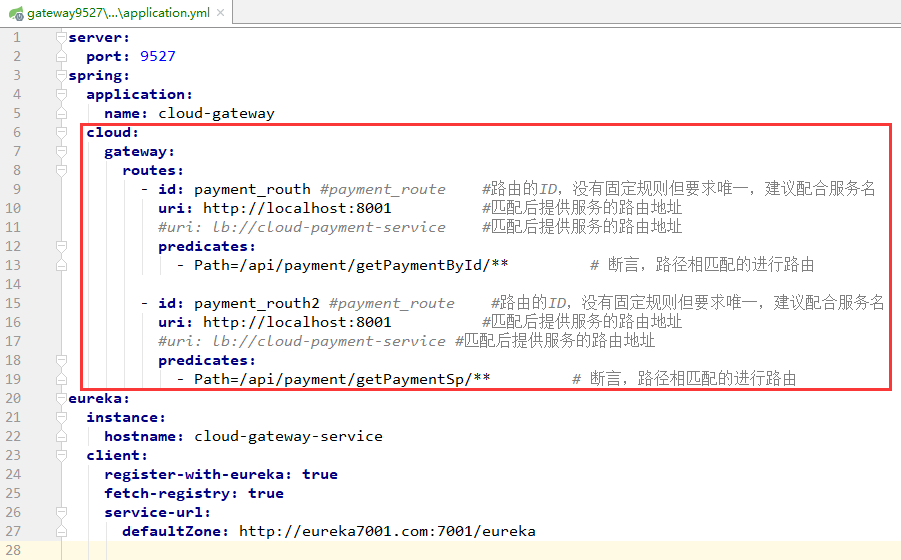 gateway9527\...\application.yml
1 server:
2 port: 9527
3 spring:
4 application:
5 name: cloud-gateway
6 cloud:
7 gateway:
8 routes:
9 - id: payment_routh #payment_route #路由的ID，没有固定规则但要求唯一，建议配合服务名
10 uri: http://localhost:8001 #匹配后提供服务的路由地址
11 #uri: lb://cloud-payment-service #匹配后提供服务的路由地址
12 predicates:
13 - Path=/api/payment/getPaymentById/** # 断言，路径相匹配的进行路由
14
15 - id: payment_routh2 #payment_route #路由的ID，没有固定规则但要求唯一，建议配合服务名
16 uri: http://localhost:8001 #匹配后提供服务的路由地址
17 #uri: lb://cloud-payment-service #匹配后提供服务的路由地址
18 predicates:
19 - Path=/api/payment/getPaymentSp/** # 断言，路径相匹配的进行路由
20 eureka:
21 instance:
22 hostname: cloud-gateway-service
23 client:
24 register-with-eureka: true
25 fetch-registry: true
26 service-url:
27 defaultZone: http://eureka7001.com:7001/eureka
28